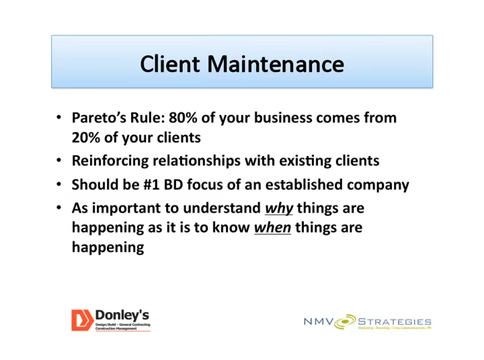 Client Maintenance
• Pareto's Rule: 80% of your business comes from
20% of your clients
• Reinforcing relationships with existing clients
• Should be #1 BD focus of an established company
• As important to understand why things are
happening as it is to know when things are
happening
Donley's
Design/Build - General Contracting
Construction Management
NMV STRATEGIES